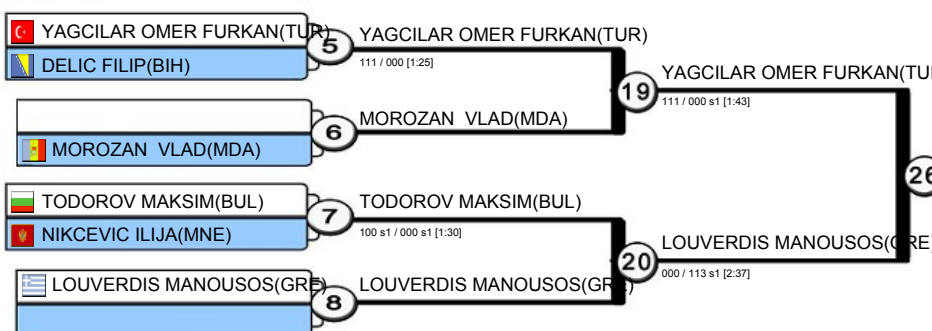 YAGCILAR OMER FURKAN(TUR)
DELIC FILIP(BIH)
5
YAGCILAR OMER FURKAN(TUR)
111 / 000 [1:25]
MOROZAN VLAD(MDA)
6
MOROZAN VLAD(MDA)
19
YAGCILAR OMER FURKAN(TU
111 / 000 s1 [1:43]
TODOROV MAKSIM(BUL)
NIKCEVIC ILIJA(MNE)
7
TODOROV MAKSIM(BUL)
100 s1 / 000 s1 [1:30]
LOUVERDIS MANOUSOS(GRE)
8
LOUVERDIS MANOUSOS(GRE)
20
LOUVERDIS MANOUSOS(GRE)
000 / 113 s1 [2:37]
26